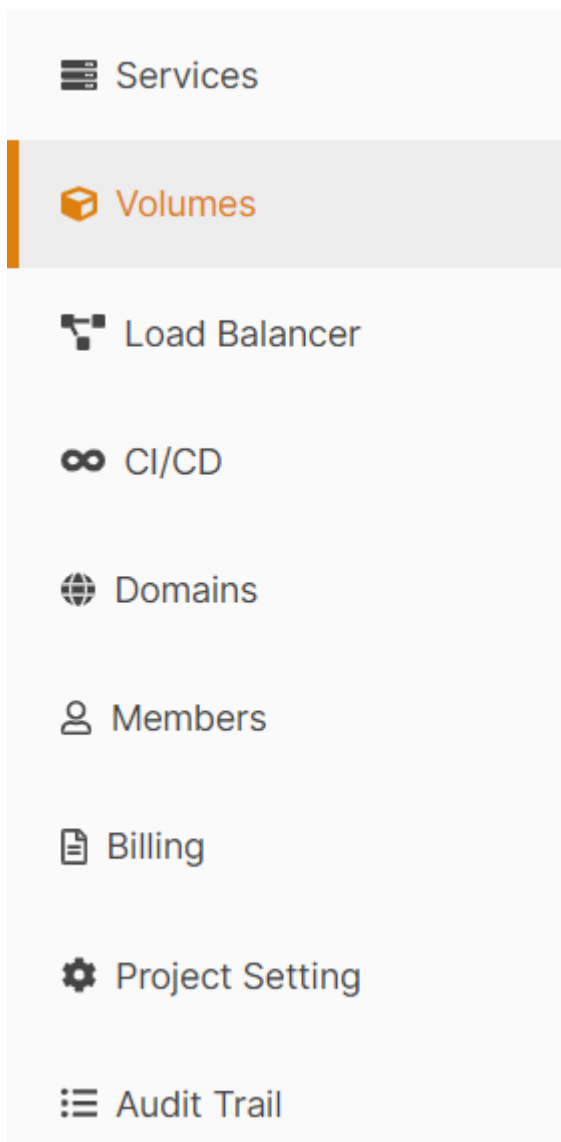 Services
Volumes
Load Balancer
CI/CD
Domains
Members
Billing
Project Setting
Audit Trail